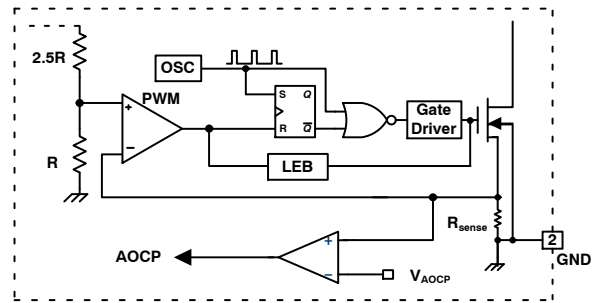 2.5R
OSC
PWM
+
−
S Q
R Q̅
Gate
Driver
R
LEB
R_sense
2
GND
AOCP
+
−
V_AOCP